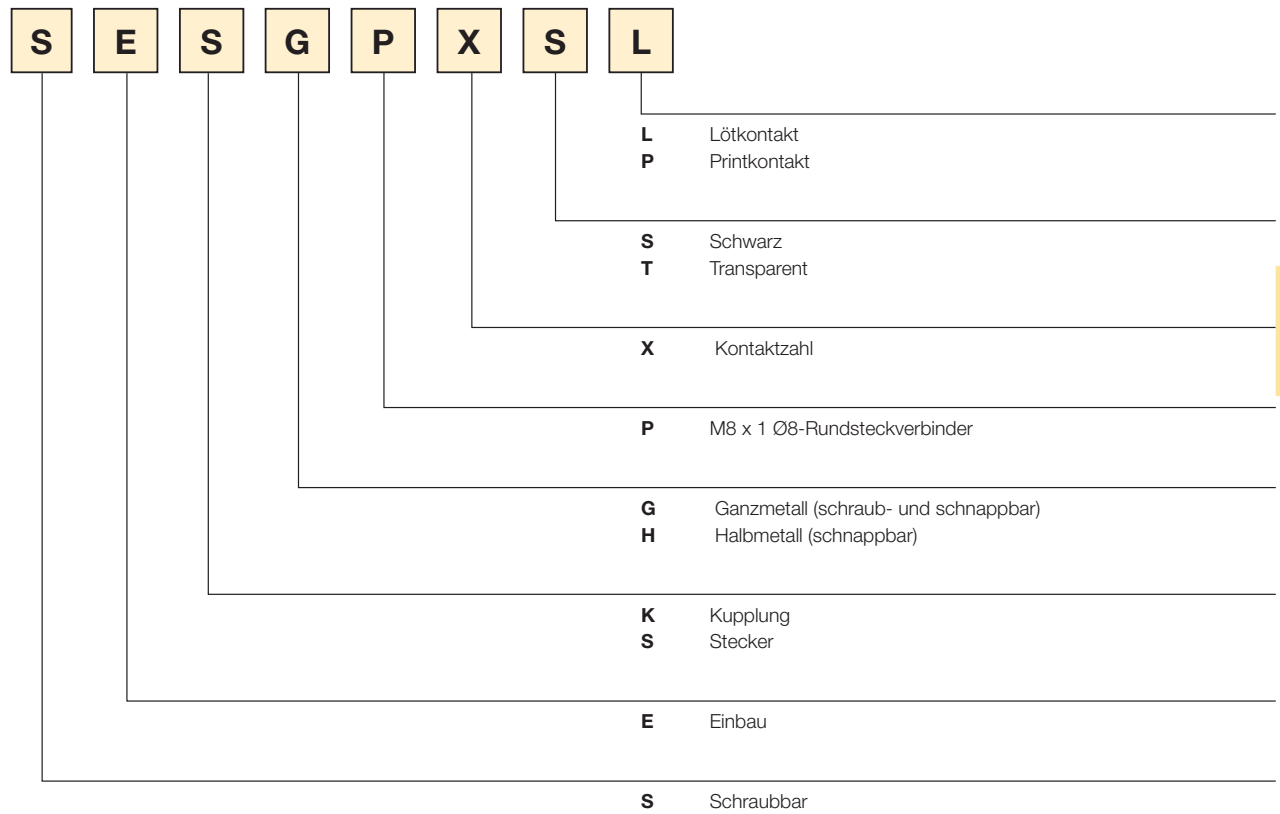 S E S G P X S L
L Lötkontakt
P Printkontakt
S Schwarz
T Transparent
X Kontaktzahl
P M8 x 1 Ø8-Rundsteckverbinder
G Ganzmetall (schraub- und schnappbar)
H Halbmetall (schnappbar)
K Kupplung
S Stecker
E Einbau
S Schraubbar